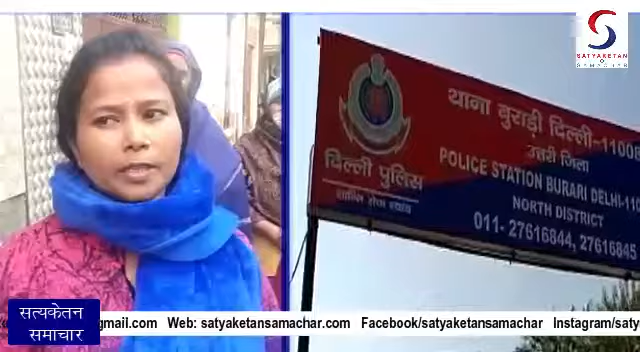 SATYAKETAN
SAMACHAR
थाना बुराड़ी दिल्ली-11008
उत्तरी जिला
दिल्ली पुलिस
POLICE STATION BURARI DELHI-110
NORTH DISTRICT
011- 27616844, 27616845
सत्यकेतन
समाचार
gmail.com Web: satyaketansamachar.com Facebook/satyaketansamachar Instagram/saty